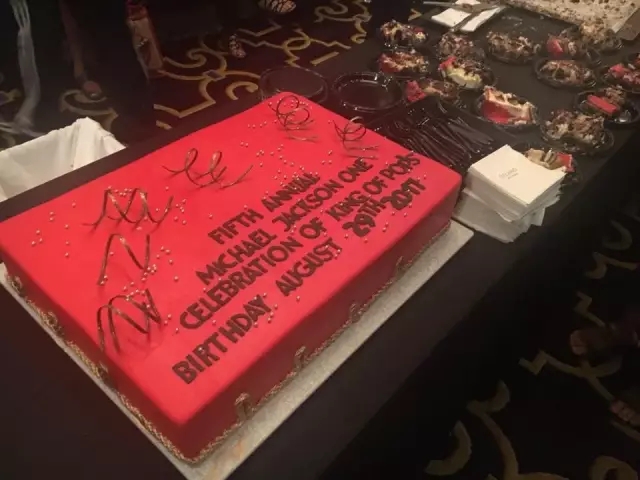 FIFTH ANNUAL
MICHAEL JACKSON ONE
CELEBRATION OF KING OF POPS
BIRTHDAY AUGUST 29TH 2017